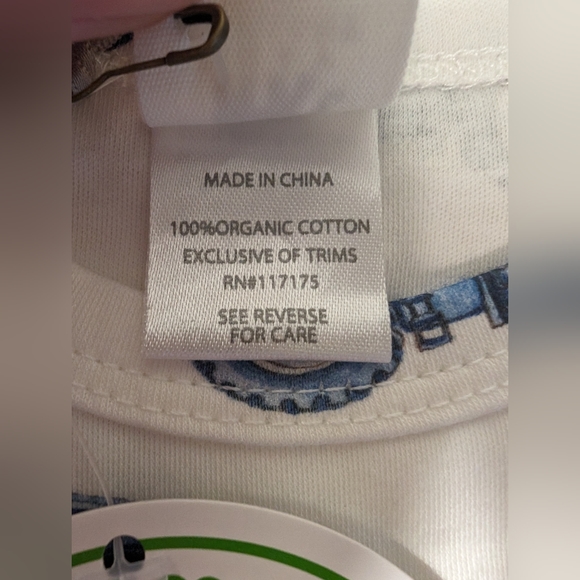 MADE IN CHINA
100%ORGANIC COTTON
EXCLUSIVE OF TRIMS
RN#117175
SEE REVERSE
FOR CARE